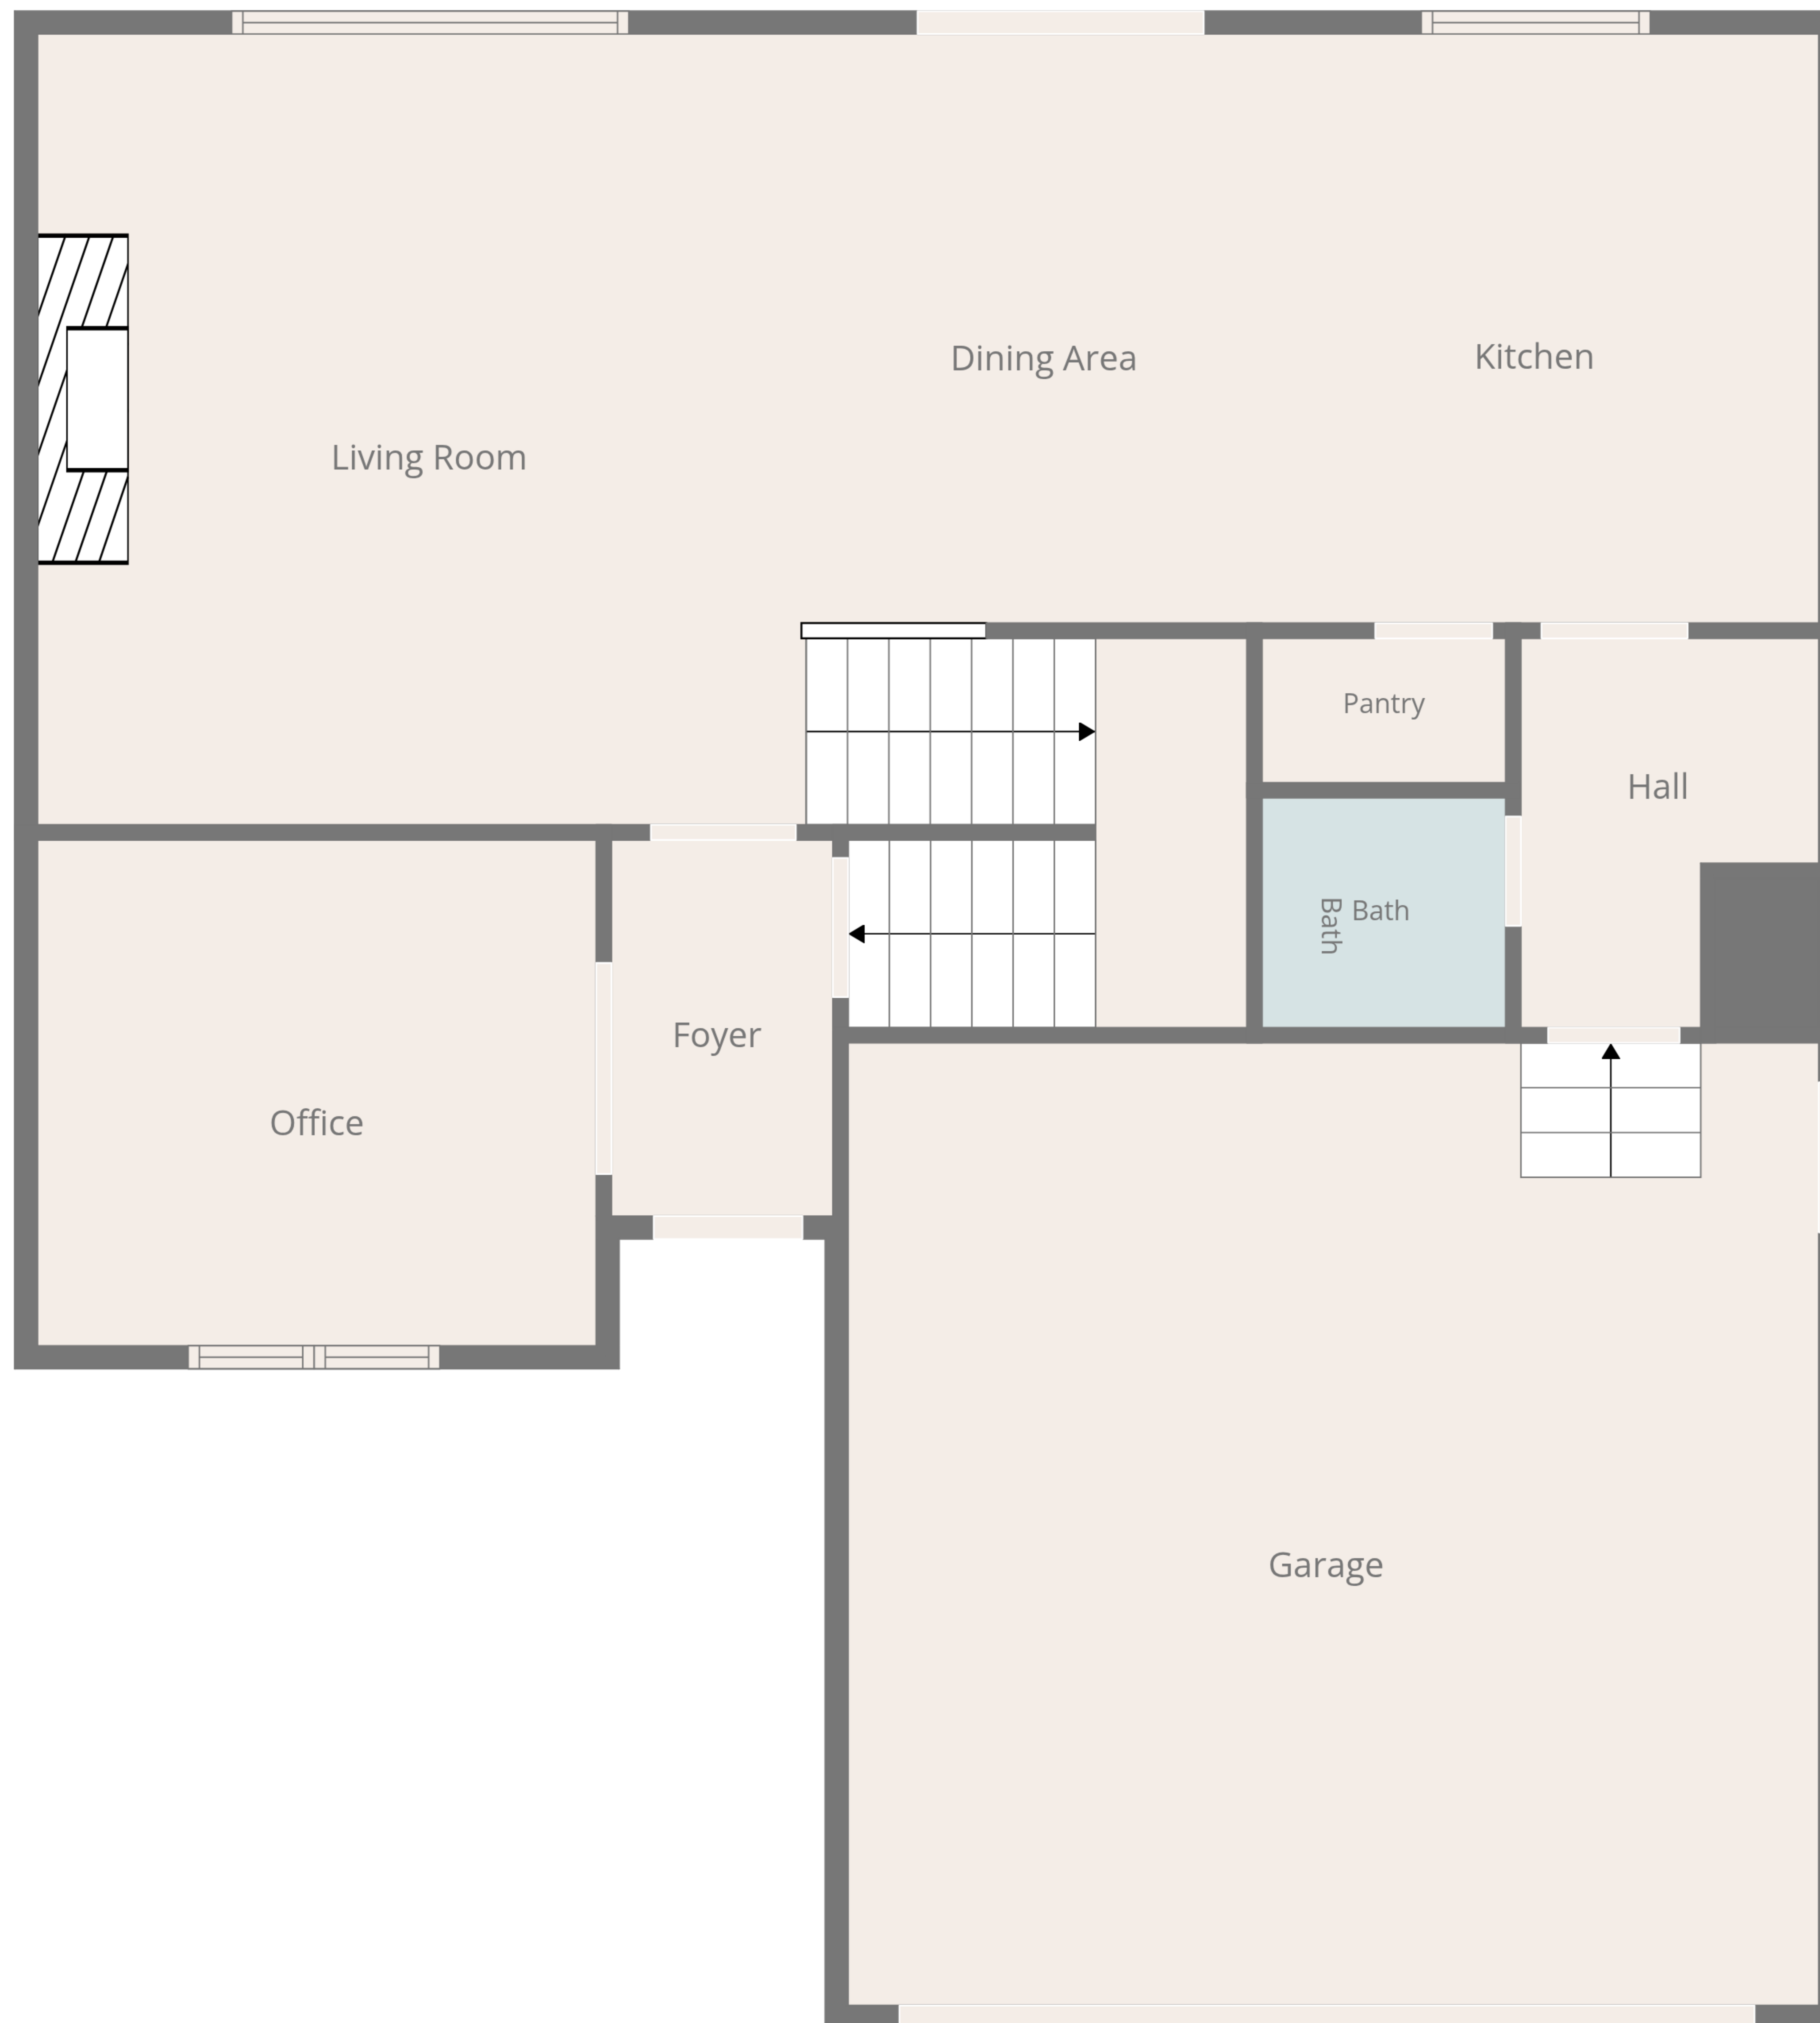 Dining Area
Kitchen
Living Room
Pantry
Hall
Bath
Bath
Foyer
Office
Garage